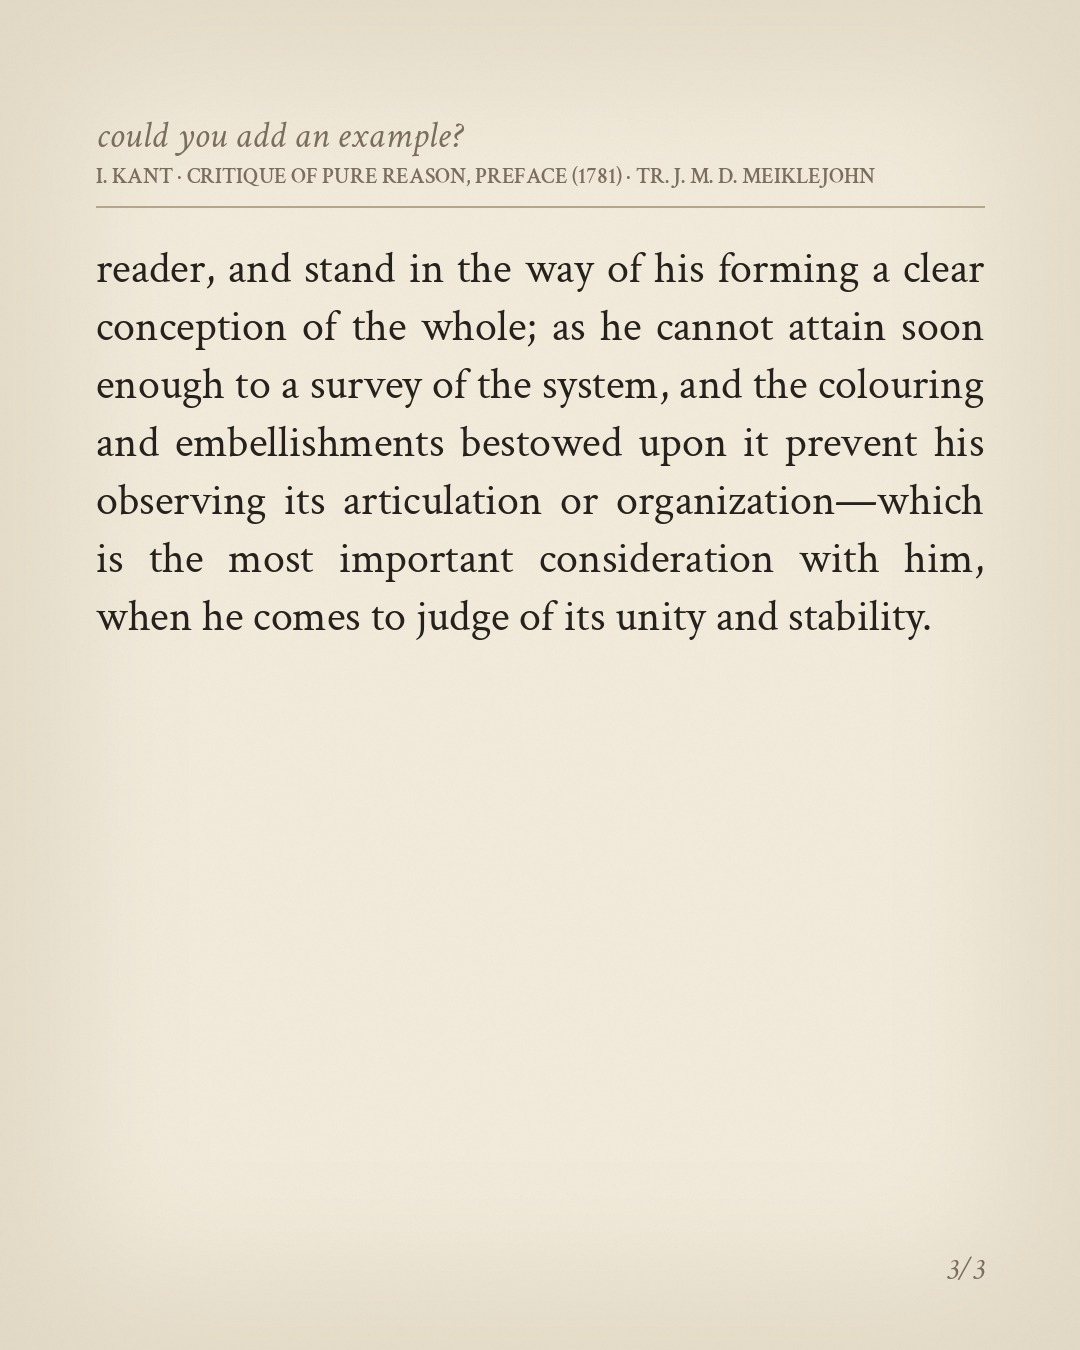 could you add an example?
I. KANT · CRITIQUE OF PURE REASON, PREFACE (1781) · TR. J. M. D. MEIKLEJOHN
reader, and stand in the way of his forming a clear
conception of the whole; as he cannot attain soon
enough to a survey of the system, and the colouring
and embellishments bestowed upon it prevent his
observing its articulation or organization—which
is the most important consideration with him,
when he comes to judge of its unity and stability.
3/3